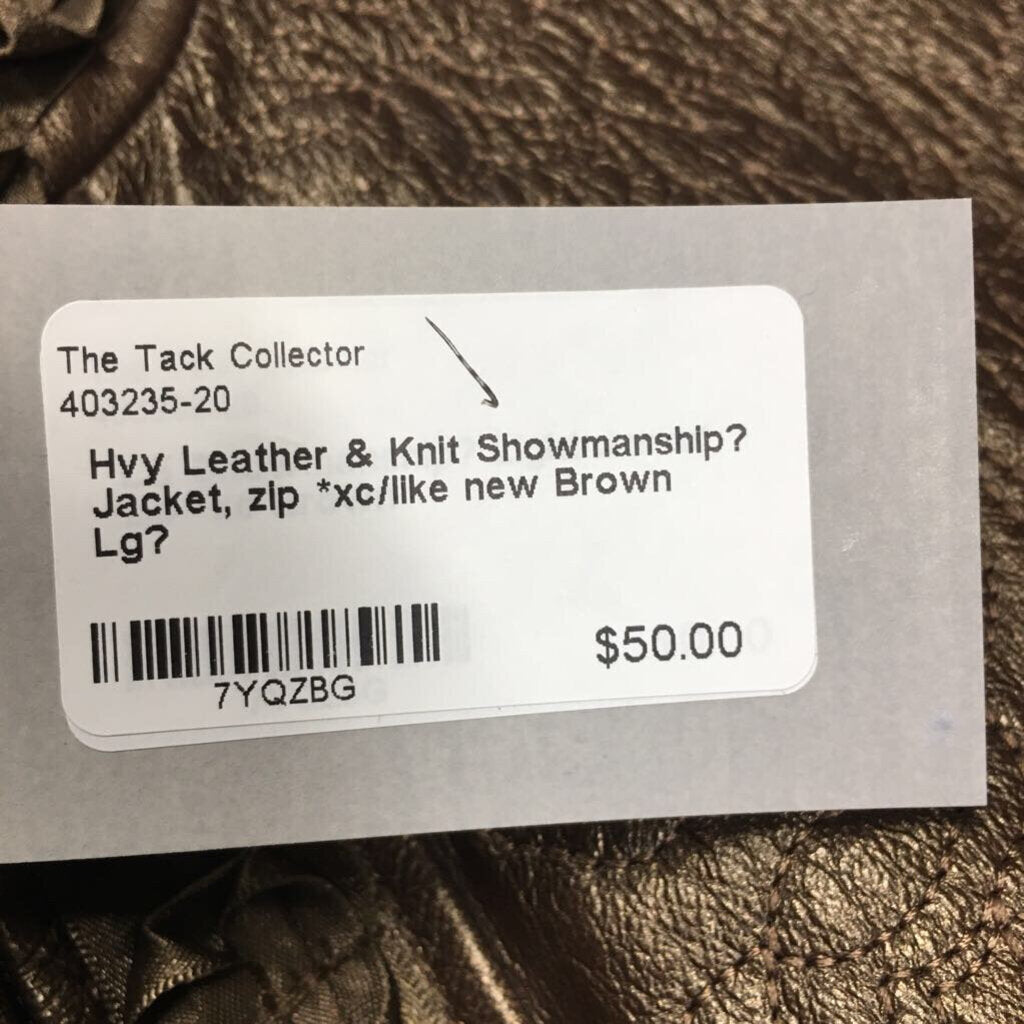 The Tack Collector
403235-20
Hvy Leather & Knit Showmanship?
Jacket, zip *xc/like new Brown
Lg?
$50.00
7YQZBG